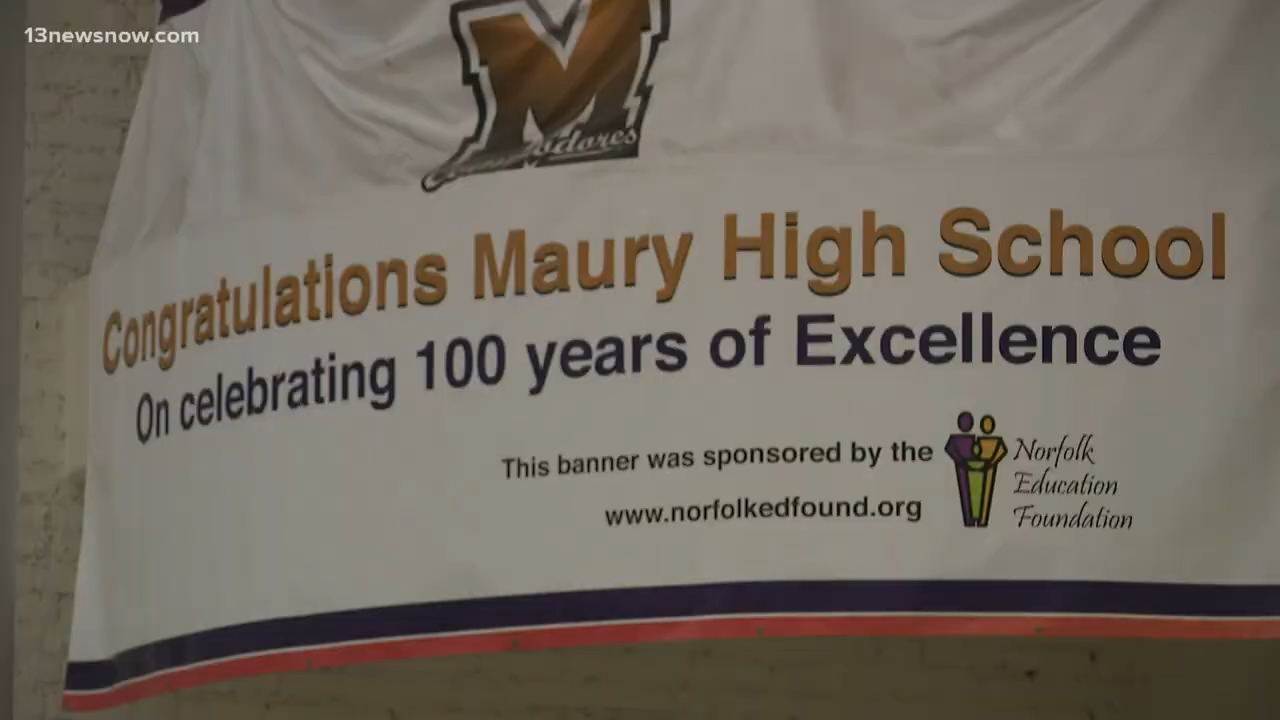 13newsnow.com
M
Commodores
Congratulations Maury High School
On celebrating 100 years of Excellence
This banner was sponsored by the
www.norfolkedfound.org
Norfolk
Education
Foundation